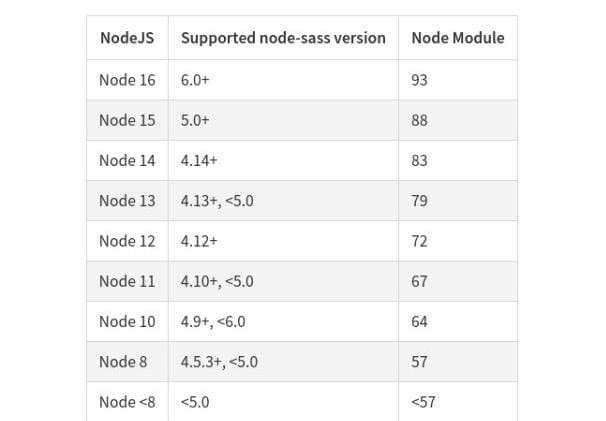 NodeJS Supported node-sass version Node Module
Node 16 6.0+ 93
Node 15 5.0+ 88
Node 14 4.14+ 83
Node 13 4.13+, <5.0 79
Node 12 4.12+ 72
Node 11 4.10+, <5.0 67
Node 10 4.9+, <6.0 64
Node 8 4.5.3+, <5.0 57
Node <8 <5.0 <57